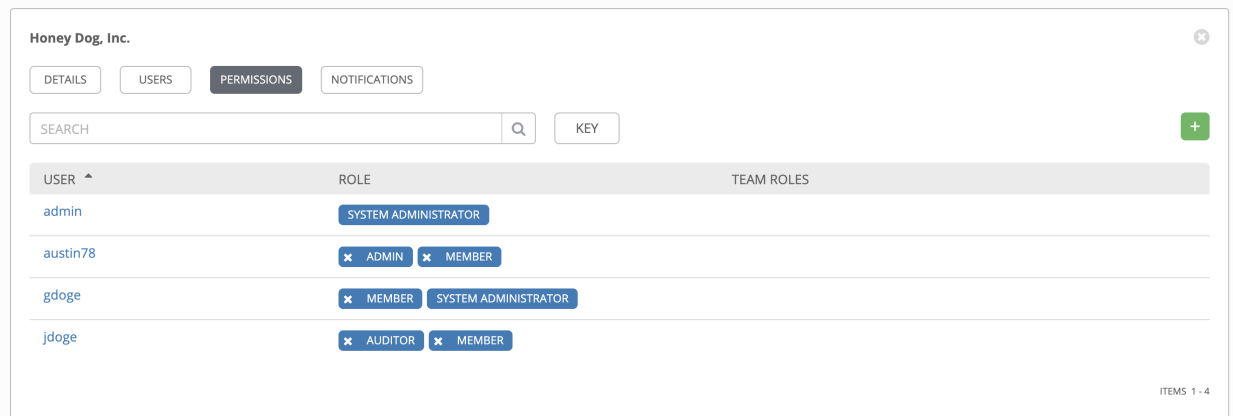 Honey Dog, Inc.
DETAILS USERS PERMISSIONS NOTIFICATIONS
SEARCH KEY +
USER ROLE TEAM ROLES
admin SYSTEM ADMINISTRATOR
austin78 ADMIN MEMBER
gdoge MEMBER SYSTEM ADMINISTRATOR
jdoge AUDITOR MEMBER
ITEMS 1 - 4